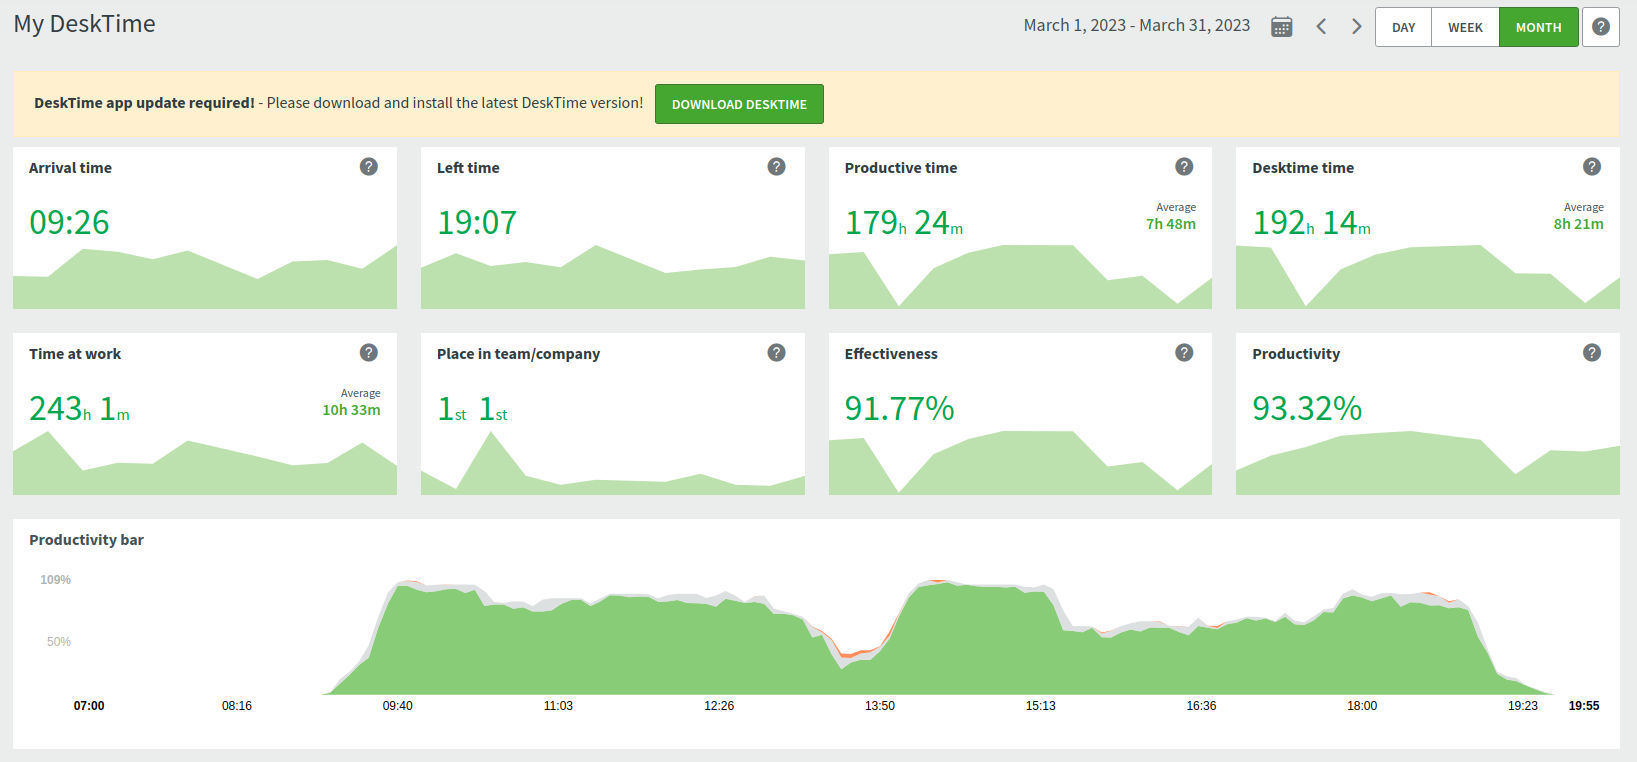 My DeskTime
March 1, 2023 - March 31, 2023
DAY WEEK MONTH ?
DeskTime app update required! - Please download and install the latest DeskTime version! DOWNLOAD DESKTIME
Arrival time ?
09:26
Left time ?
19:07
Productive time ?
179h 24m
Average
7h 48m
Desktime time ?
192h 14m
Average
8h 21m
Time at work ?
243h 1m
Average
10h 33m
Place in team/company ?
1st 1st
Effectiveness ?
91.77%
Productivity ?
93.32%
Productivity bar
109%
50%
07:00 08:16 09:40 11:03 12:26 13:50 15:13 16:36 18:00 19:23 19:55